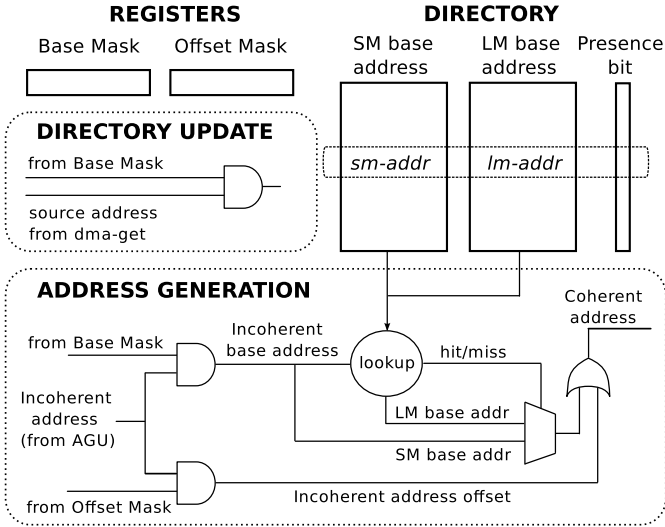 REGISTERS
Base Mask
Offset Mask
DIRECTORY
SM base
address
LM base
address
Presence
bit
sm-addr
lm-addr
DIRECTORY UPDATE
from Base Mask
source address
from dma-get
ADDRESS GENERATION
from Base Mask
Incoherent
base address
lookup
hit/miss
Coherent
address
Incoherent
address
(from AGU)
LM base addr
SM base addr
from Offset Mask
Incoherent address offset